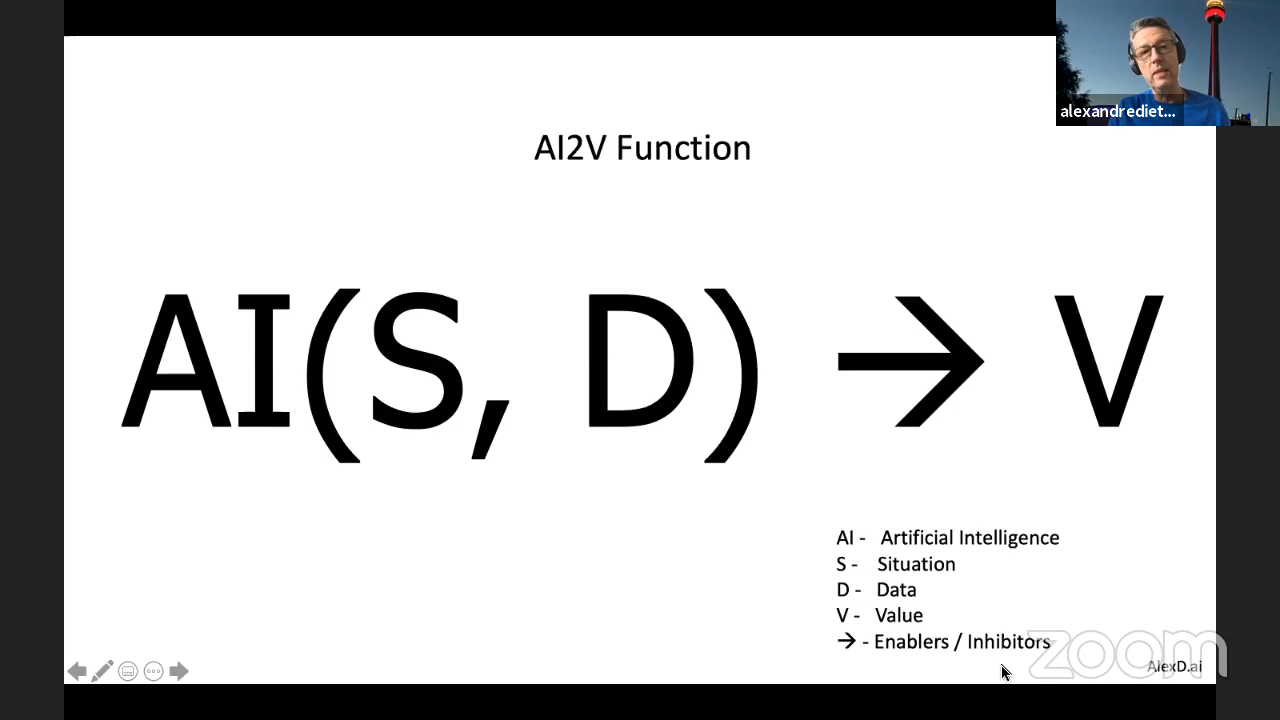 alexandrediet...
AI2V Function
AI(S, D) → V
AI - Artificial Intelligence
S - Situation
D - Data
V - Value
→ - Enablers / Inhibitors
zoom
AlexD.ai